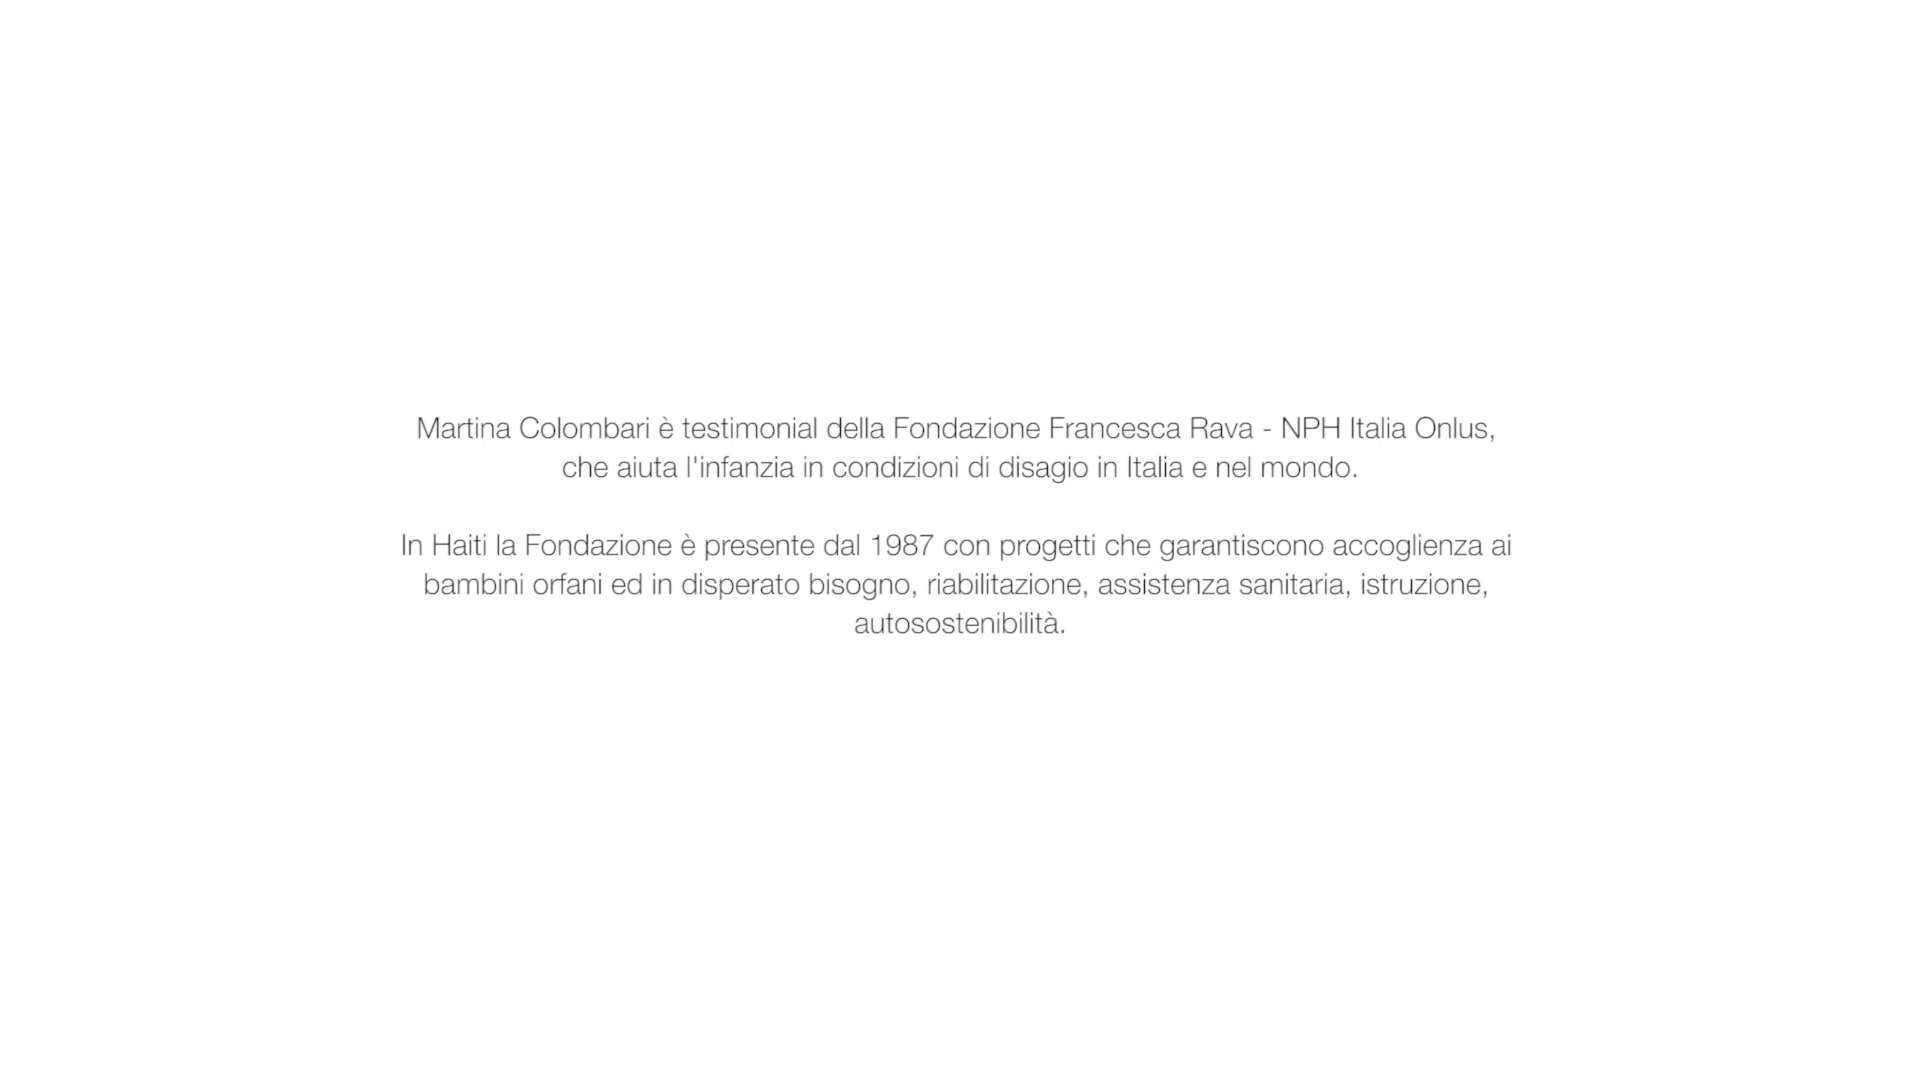 Martina Colombari è testimonial della Fondazione Francesca Rava - NPH Italia Onlus,
che aiuta l'infanzia in condizioni di disagio in Italia e nel mondo.
In Haiti la Fondazione è presente dal 1987 con progetti che garantiscono accoglienza ai
bambini orfani ed in disperato bisogno, riabilitazione, assistenza sanitaria, istruzione,
autosostenibilità.